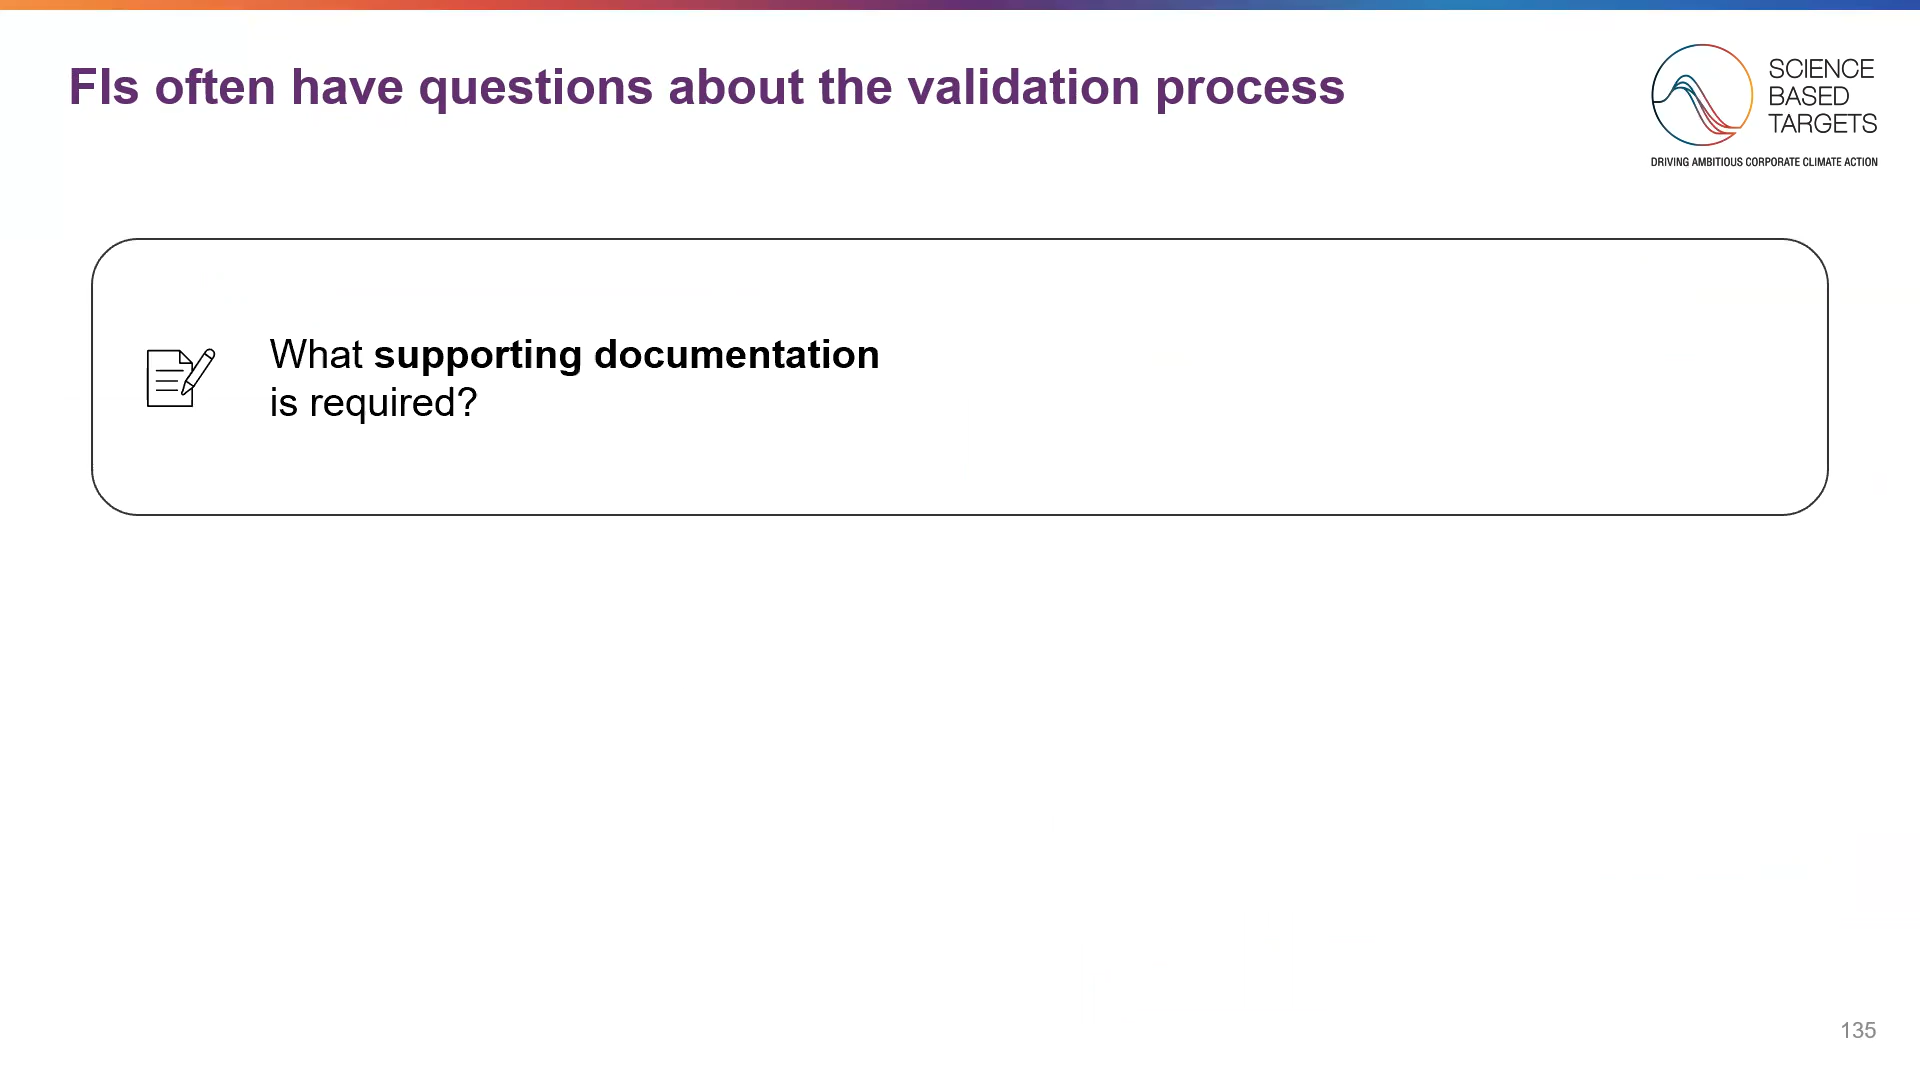 FIs often have questions about the validation process
SCIENCE
BASED
TARGETS
DRIVING AMBITIOUS CORPORATE CLIMATE ACTION
What supporting documentation
is required?
135